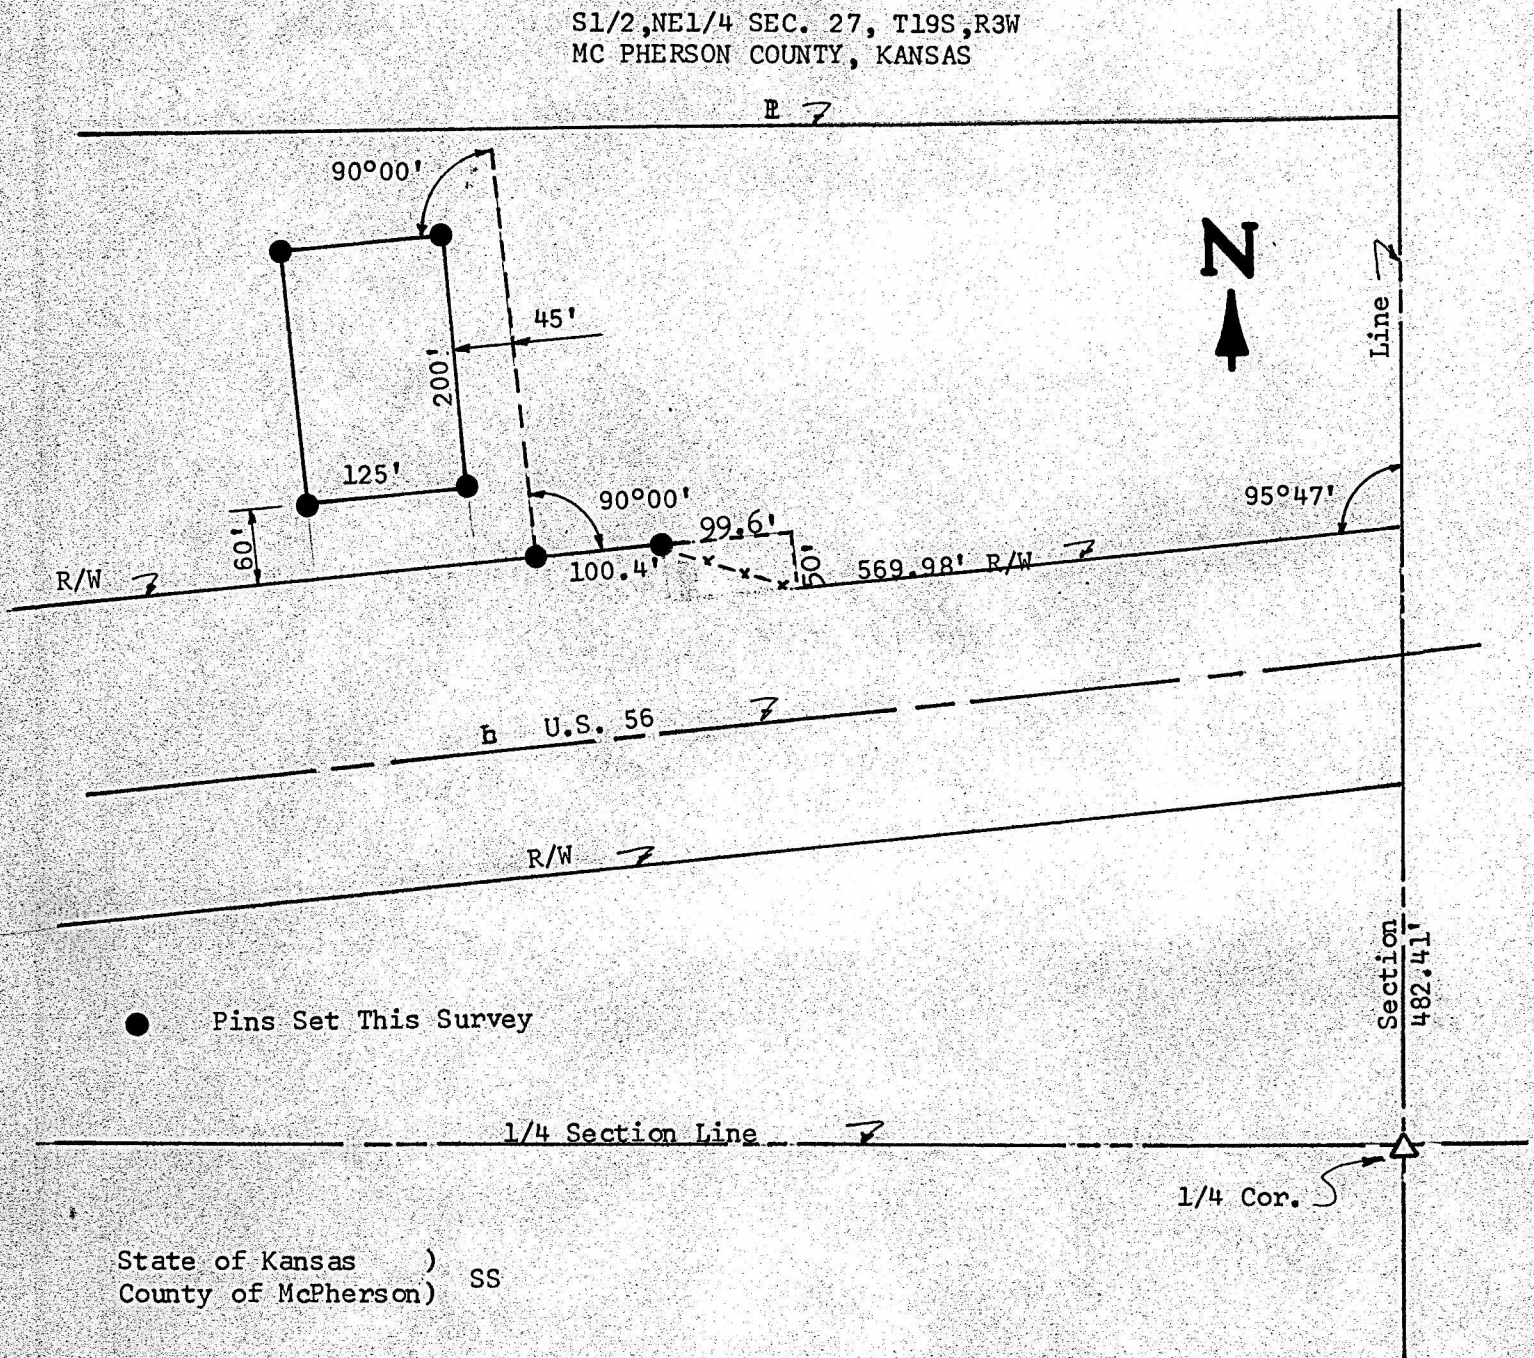 S1/2,NE1/4 SEC. 27, T19S,R3W
MC PHERSON COUNTY, KANSAS
90°00'
N
Line
45'
200'
125'
90°00'
95°47'
99.6'
60'
100.4'
50'
569.98' R/W
R/W
U.S. 56
R/W
Section
482.41'
Pins Set This Survey
1/4 Section Line
1/4 Cor.
State of Kansas )
County of McPherson) SS